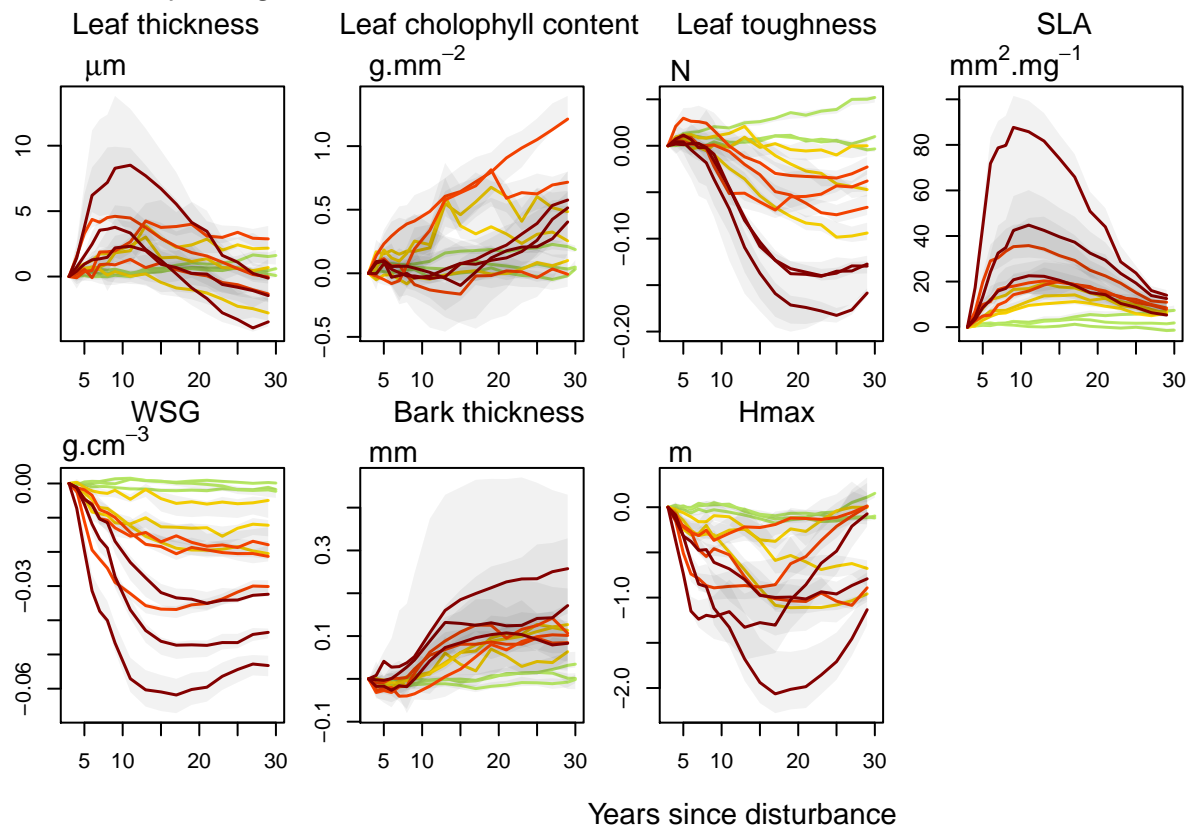 Leaf thickness Leaf cholophyll content Leaf toughness SLA
μm g.mm⁻² N mm².mg⁻¹
0 5 10
−0.5 0.0 0.5 1.0
−0.20 −0.10 0.00
0 20 40 60 80
5 10 20 30 5 10 20 30 5 10 20 30 5 10 20 30
WSG Bark thickness Hmax
g.cm⁻³ mm m
−0.06 −0.03 0.00
−0.1 0.1 0.3
−2.0 −1.0 0.0
5 10 20 30 5 10 20 30 5 10 20 30
Years since disturbance